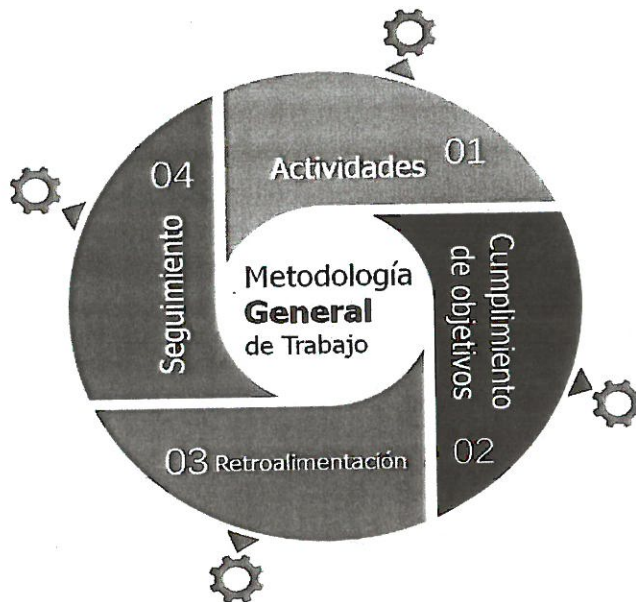 Actividades 01
Cumplimiento
de objetivos
02
03 Retroalimentación
04
Seguimiento
Metodología
General
de Trabajo